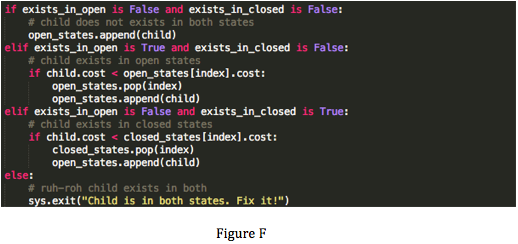 if exists_in_open is False and exists_in_closed is False:
    # child does not exists in both states
    open_states.append(child)
elif exists_in_open is True and exists_in_closed is False:
    # child exists in open states
    if child.cost < open_states[index].cost:
        open_states.pop(index)
        open_states.append(child)
elif exists_in_open is False and exists_in_closed is True:
    # child exists in closed states
    if child.cost < closed_states[index].cost:
        closed_states.pop(index)
        open_states.append(child)
else:
    # ruh-roh child exists in both
    sys.exit("Child is in both states. Fix it!")
Figure F